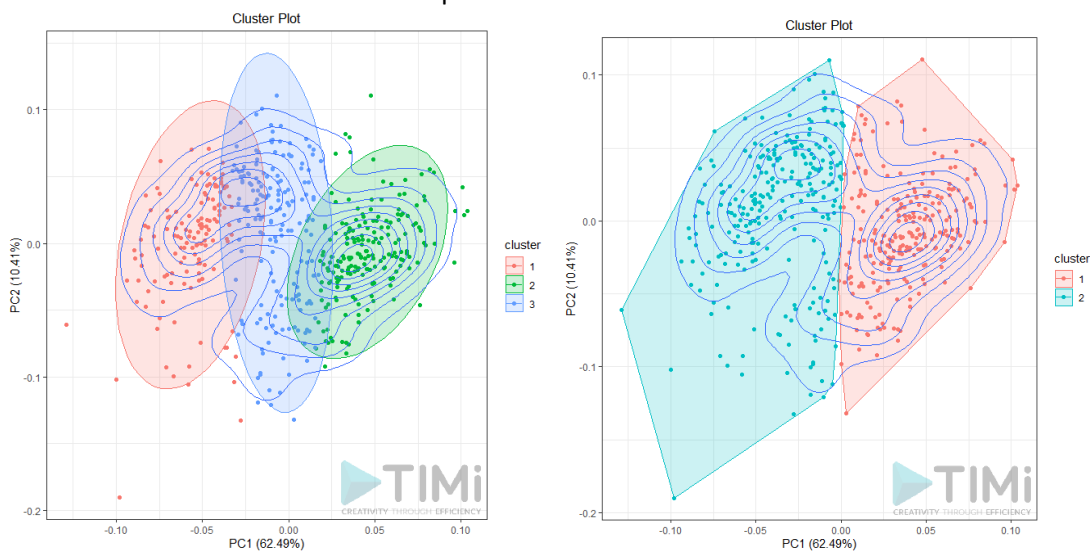 Cluster Plot
0.1
0.0
-0.1
-0.2
PC2 (10.41%)
-0.10
-0.05
0.00
0.05
0.10
PC1 (62.49%)
cluster
1
2
3
TIMi
CREATIVITY THROUGH EFFICIENCY
Cluster Plot
0.1
0.0
-0.1
-0.2
PC2 (10.41%)
-0.10
-0.05
0.00
0.05
0.10
PC1 (62.49%)
cluster
1
2
TIMi
CREATIVITY THROUGH EFFICIENCY